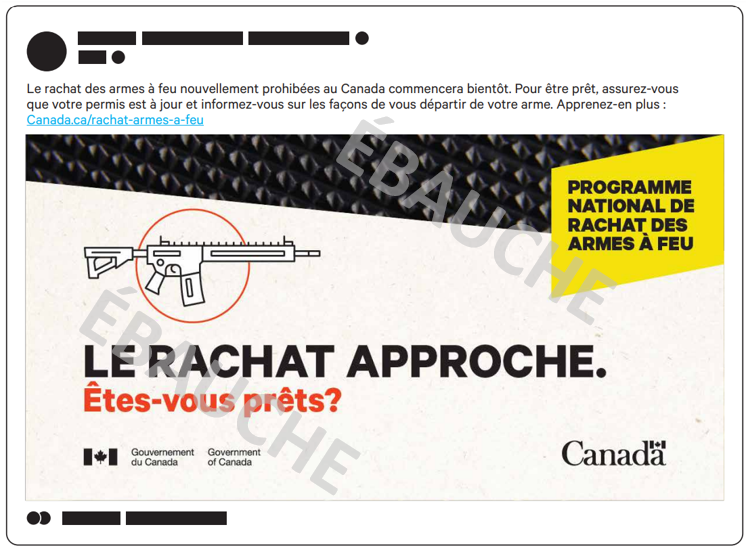 Le rachat des armes à feu nouvellement prohibées au Canada commencera bientôt. Pour être prêt, assurez-vous
que votre permis est à jour et informez-vous sur les façons de vous départir de votre arme. Apprenez-en plus :
Canada.ca/rachat-armes-a-feu
ÉBAUCHE
PROGRAMME
NATIONAL DE
RACHAT DES
ARMES À FEU
ÉBAUCHE
LE RACHAT APPROCHE.
Êtes-vous prêts?
Gouvernement
du Canada
Government
of Canada
Canada